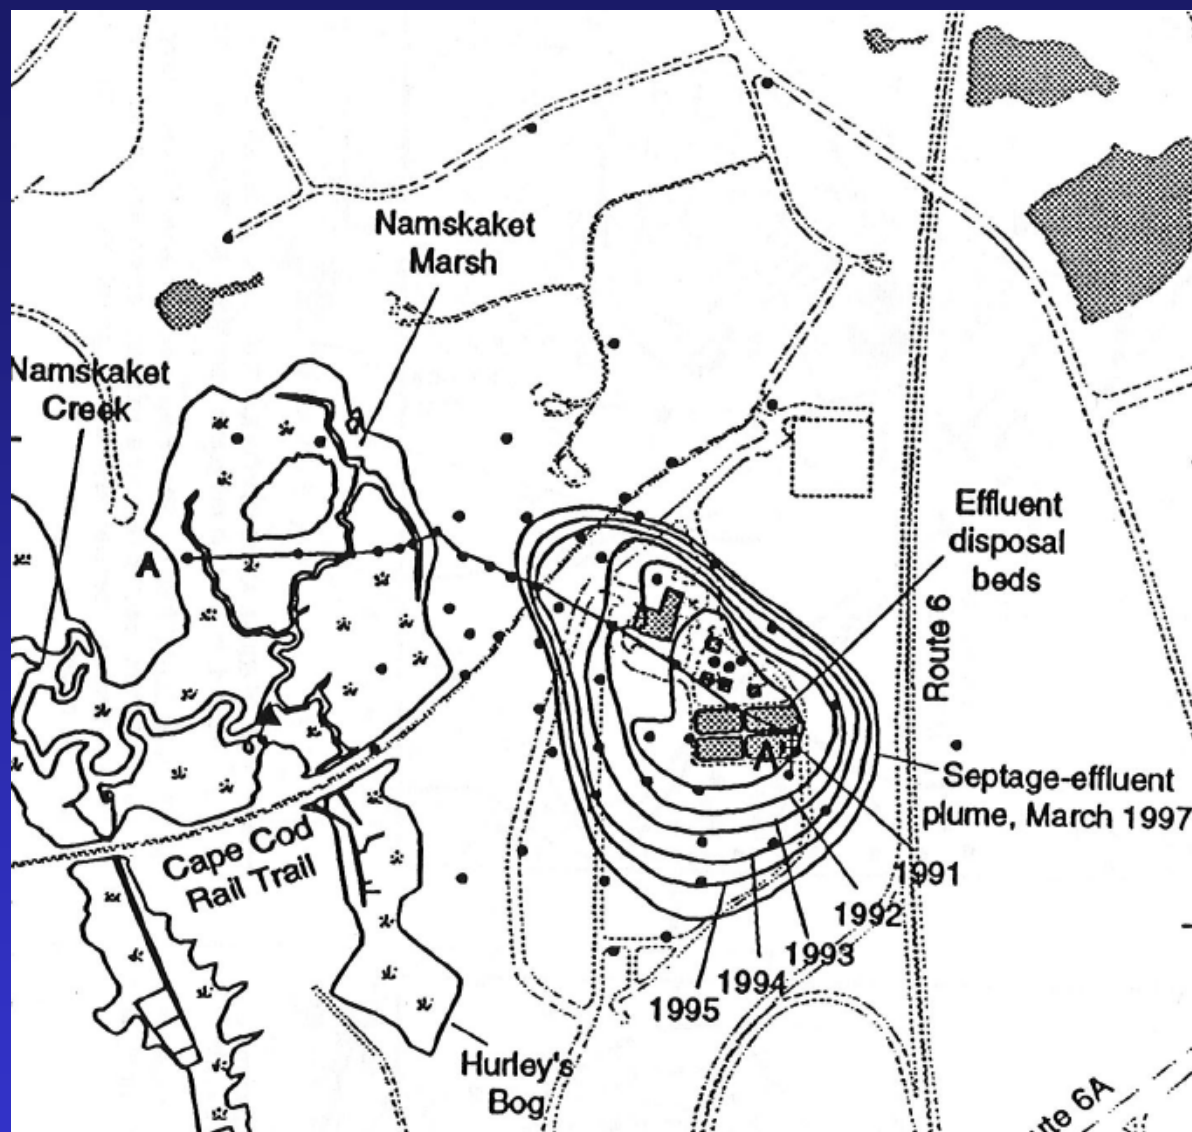 Namskaket
Marsh
Namskaket
Creek
Effluent
disposal
beds
A
Route 6
A'
Septage-effluent
plume, March 1997
Cape Cod
Rail Trail
1991
1992
1993
1994
1995
Hurley's
Bog
ute 6A